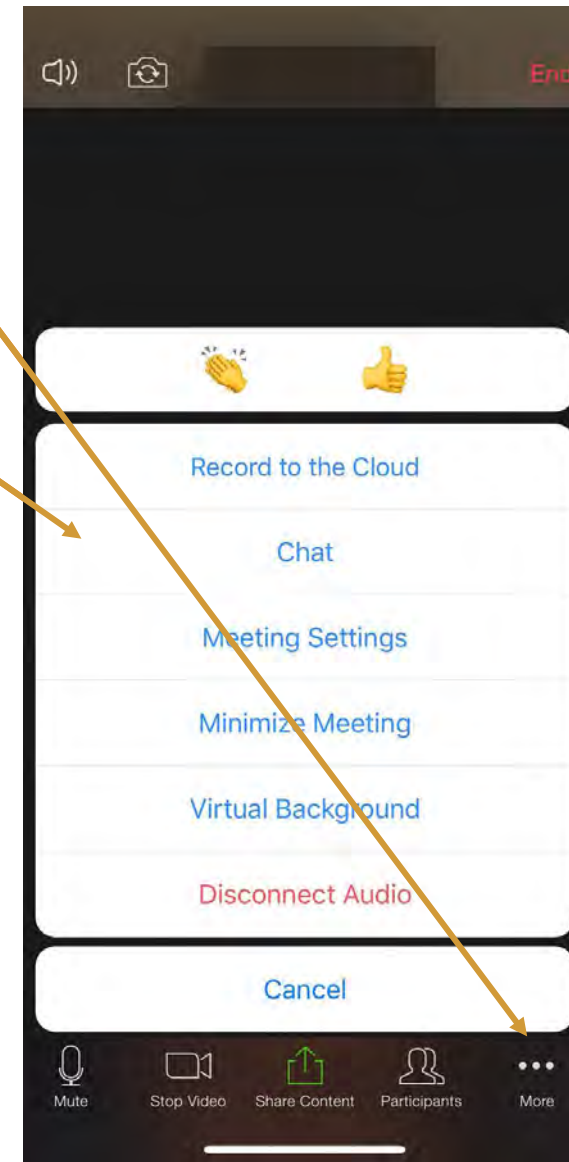 End
Record to the Cloud
Chat
Meeting Settings
Minimize Meeting
Virtual Background
Disconnect Audio
Cancel
Mute
Stop Video
Share Content
Participants
More